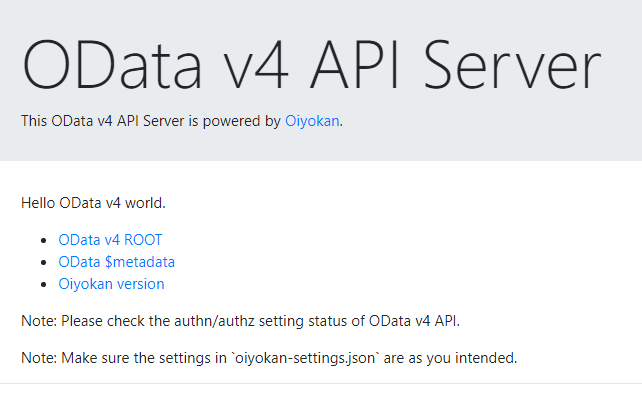 OData v4 API Server
This OData v4 API Server is powered by Oiyokan.
Hello OData v4 world.
OData v4 ROOT
OData $metadata
Oiyokan version
Note: Please check the authn/authz setting status of OData v4 API.
Note: Make sure the settings in `oiyokan-settings.json` are as you intended.